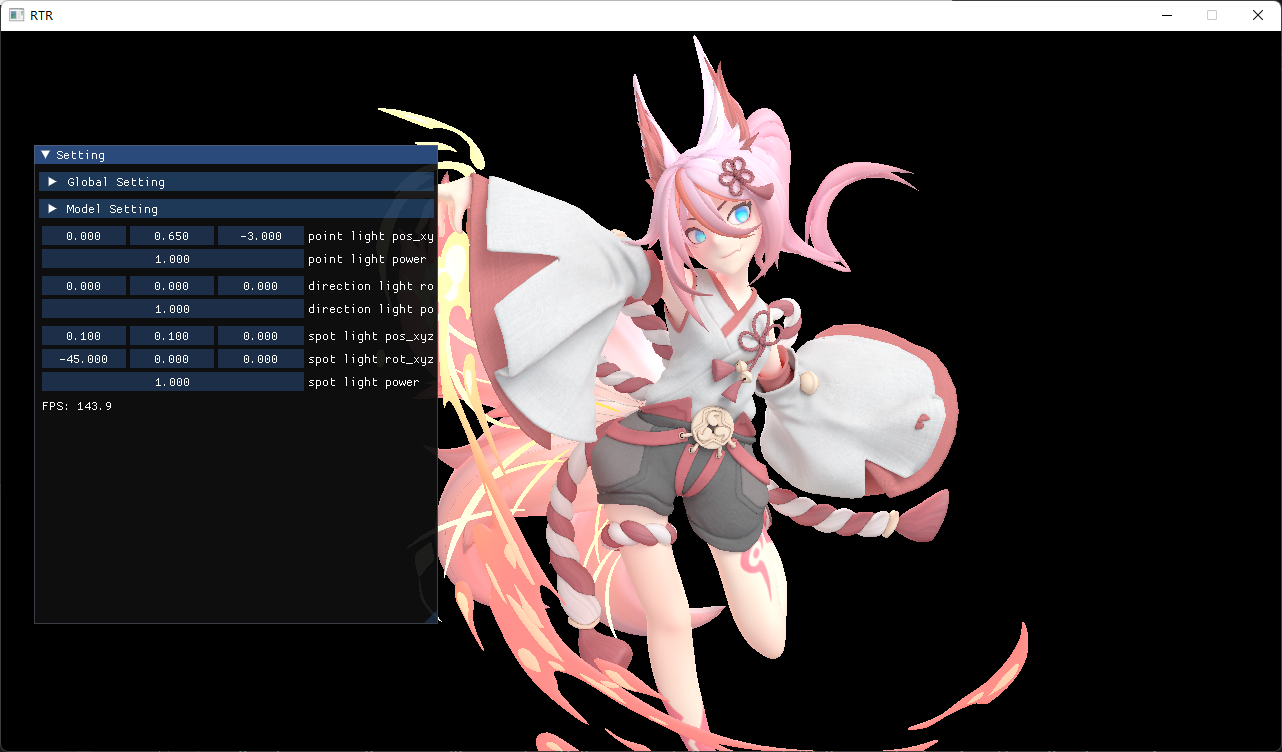 RTR
Setting
Global Setting
Model Setting
0.000 0.650 -3.000 point light pos_xy
1.000 point light power
0.000 0.000 0.000 direction light ro
1.000 direction light po
0.100 0.100 0.000 spot light pos_xyz
-45.000 0.000 0.000 spot light rot_xyz
1.000 spot light power
FPS: 143.9